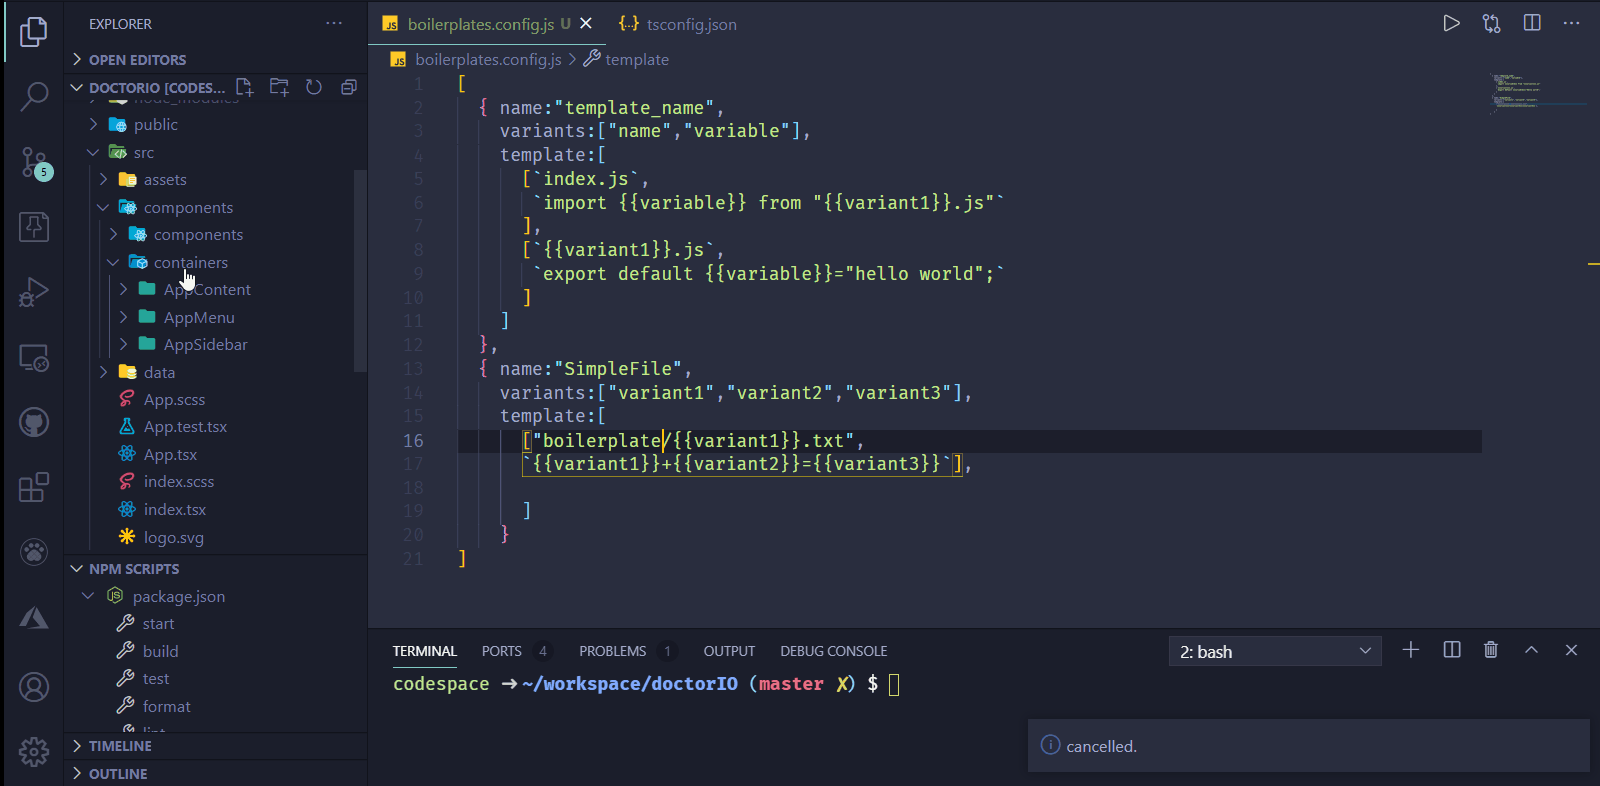 EXPLORER
OPEN EDITORS
DOCTORIO [CODES...
node_modules
public
src
assets
components
components
containers
AppContent
AppMenu
AppSidebar
data
App.scss
App.test.tsx
App.tsx
index.scss
index.tsx
logo.svg
NPM SCRIPTS
package.json
start
build
test
format
lint
TIMELINE
OUTLINE
5
boilerplates.config.js U
tsconfig.json
boilerplates.config.js > template
1 [
2 { name:"template_name",
3 variants:["name","variable"],
4 template:[
5 [`index.js`,
6 `import {{variable}} from "{{variant1}}.js"`
7 ],
8 [`{{variant1}}.js`,
9 `export default {{variable}}="hello world";`
10 ]
11 ]
12 },
13 { name:"SimpleFile",
14 variants:["variant1","variant2","variant3"],
15 template:[
16 ["boilerplate/{{variant1}}.txt",
17 `{{variant1}}+{{variant2}}={{variant3}}`],
18
19 ]
20 }
21 ]
TERMINAL PORTS 4 PROBLEMS 1 OUTPUT DEBUG CONSOLE
2: bash
codespace ➜ ~/workspace/doctorIO (master ✗) $
cancelled.